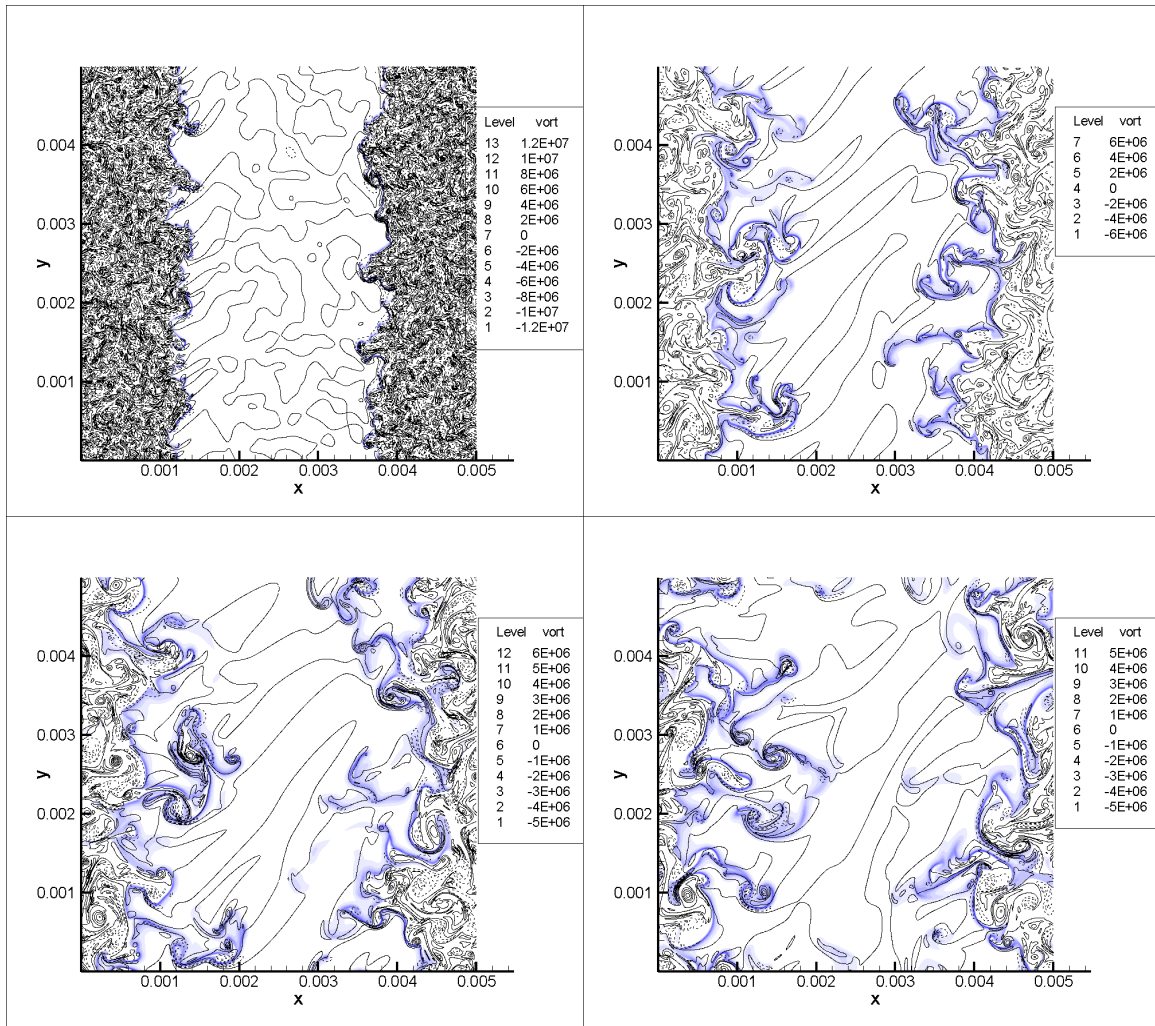 Level vort
13 1.2E+07
12 1E+07
11 8E+06
10 6E+06
9 4E+06
8 2E+06
7 0
6 -2E+06
5 -4E+06
4 -6E+06
3 -8E+06
2 -1E+07
1 -1.2E+07
0.004
0.003
0.002
0.001
y
0.001 0.002 0.003 0.004 0.005
x
Level vort
7 6E+06
6 4E+06
5 2E+06
4 0
3 -2E+06
2 -4E+06
1 -6E+06
0.004
0.003
0.002
0.001
y
0.001 0.002 0.003 0.004 0.005
x
Level vort
12 6E+06
11 5E+06
10 4E+06
9 3E+06
8 2E+06
7 1E+06
6 0
5 -1E+06
4 -2E+06
3 -3E+06
2 -4E+06
1 -5E+06
0.004
0.003
0.002
0.001
y
0.001 0.002 0.003 0.004 0.005
x
Level vort
11 5E+06
10 4E+06
9 3E+06
8 2E+06
7 1E+06
6 0
5 -1E+06
4 -2E+06
3 -3E+06
2 -4E+06
1 -5E+06
0.004
0.003
0.002
0.001
y
0.001 0.002 0.003 0.004 0.005
x